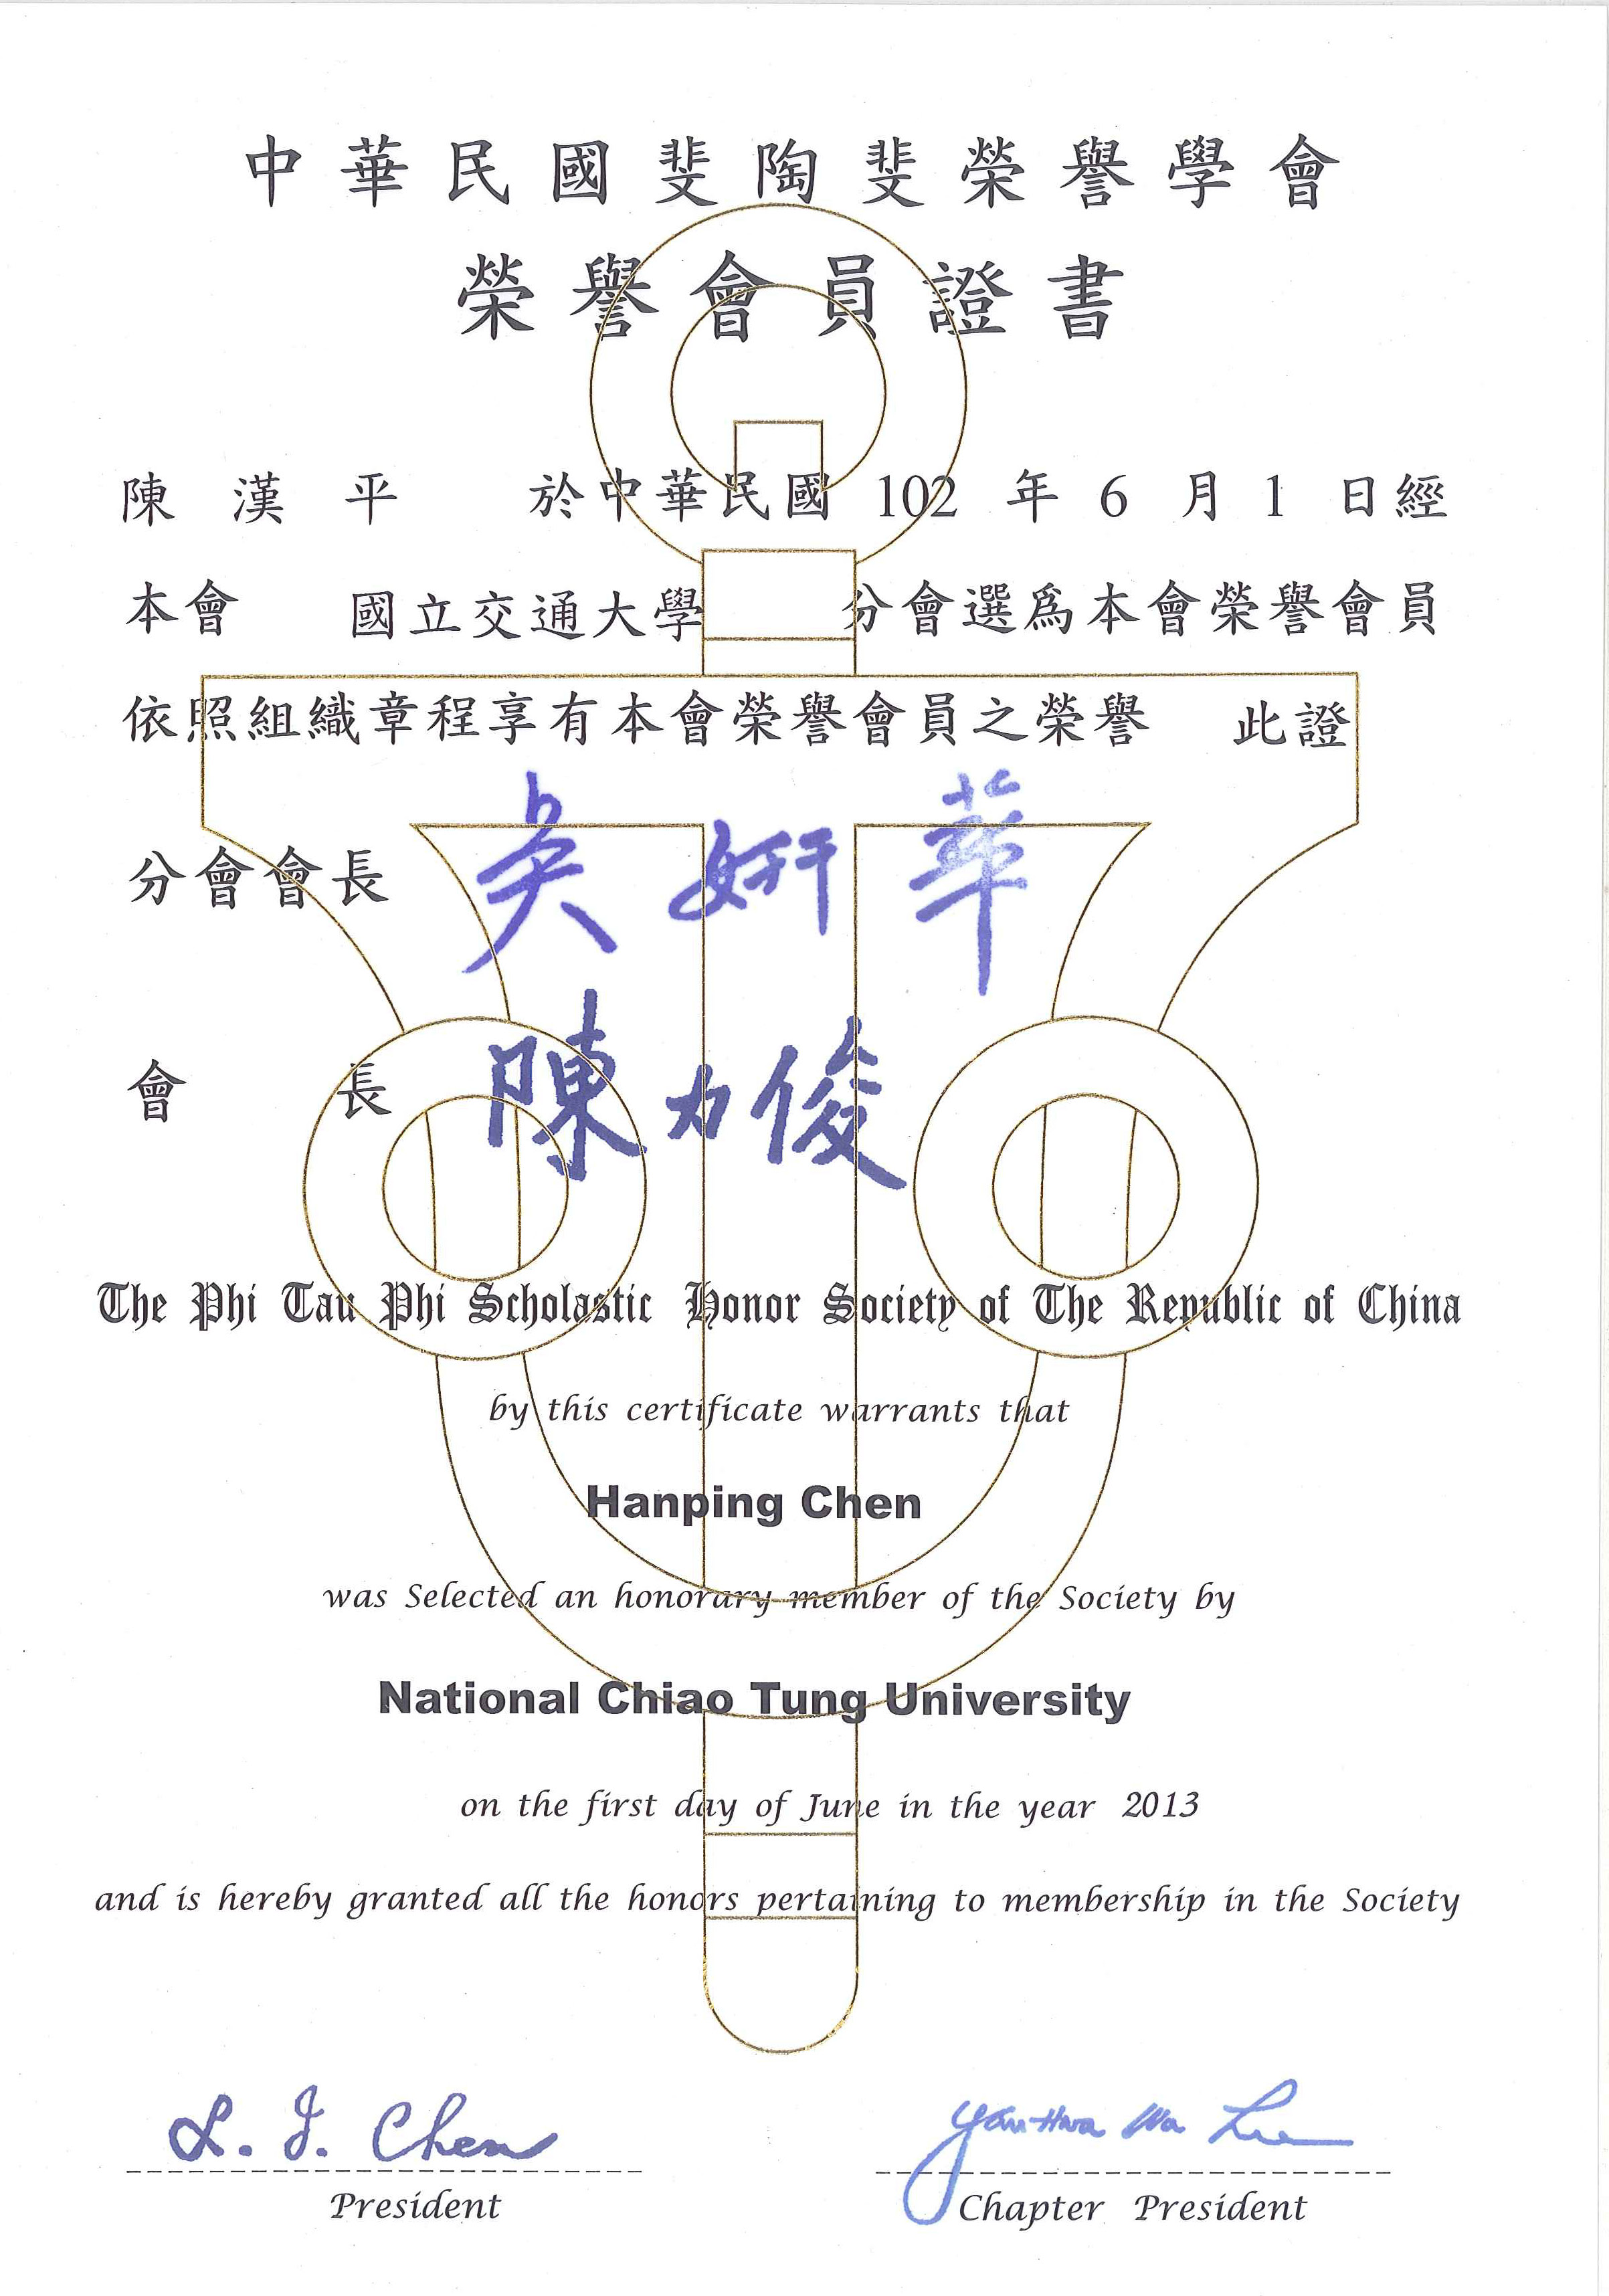 中華民國斐陶斐榮譽學會
榮譽會員證書
陳漢平 於中華民國 102 年 6 月 1 日經
本會 國立交通大學 分會選為本會榮譽會員
依照組織章程享有本會榮譽會員之榮譽 此證
分會會長 吳妍華
會長 陳力俊
The Phi Tau Phi Scholastic Honor Society of The Republic of China
by this certificate warrants that
Hanping Chen
was Selected an honorary member of the Society by
National Chiao Tung University
on the first day of June in the year 2013
and is hereby granted all the honors pertaining to membership in the Society
L. J. Chen Yan-Hwa Wu Lee
President Chapter President